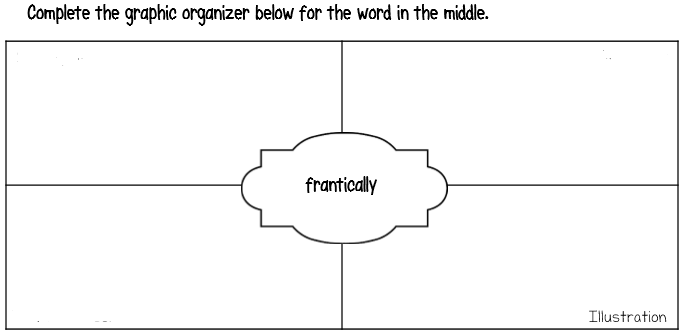 Complete the graphic organizer below for the word in the middle.
frantically
Illustration